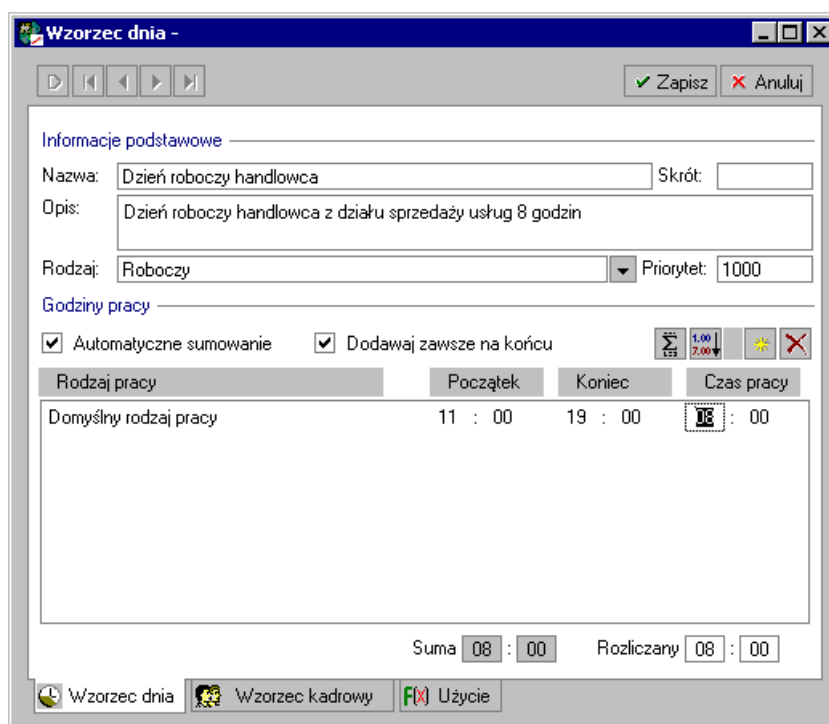 Wzorzec dnia -
Zapisz Anuluj
Informacje podstawowe
Nazwa: Dzień roboczy handlowca Skrót:
Opis: Dzień roboczy handlowca z działu sprzedaży usług 8 godzin
Rodzaj: Roboczy Priorytet: 1000
Godziny pracy
Automatyczne sumowanie Dodawaj zawsze na końcu
Rodzaj pracy Początek Koniec Czas pracy
Domyślny rodzaj pracy 11 : 00 19 : 00 08 : 00
Suma 08 : 00 Rozliczany 08 : 00
Wzorzec dnia Wzorzec kadrowy F(X) Użycie